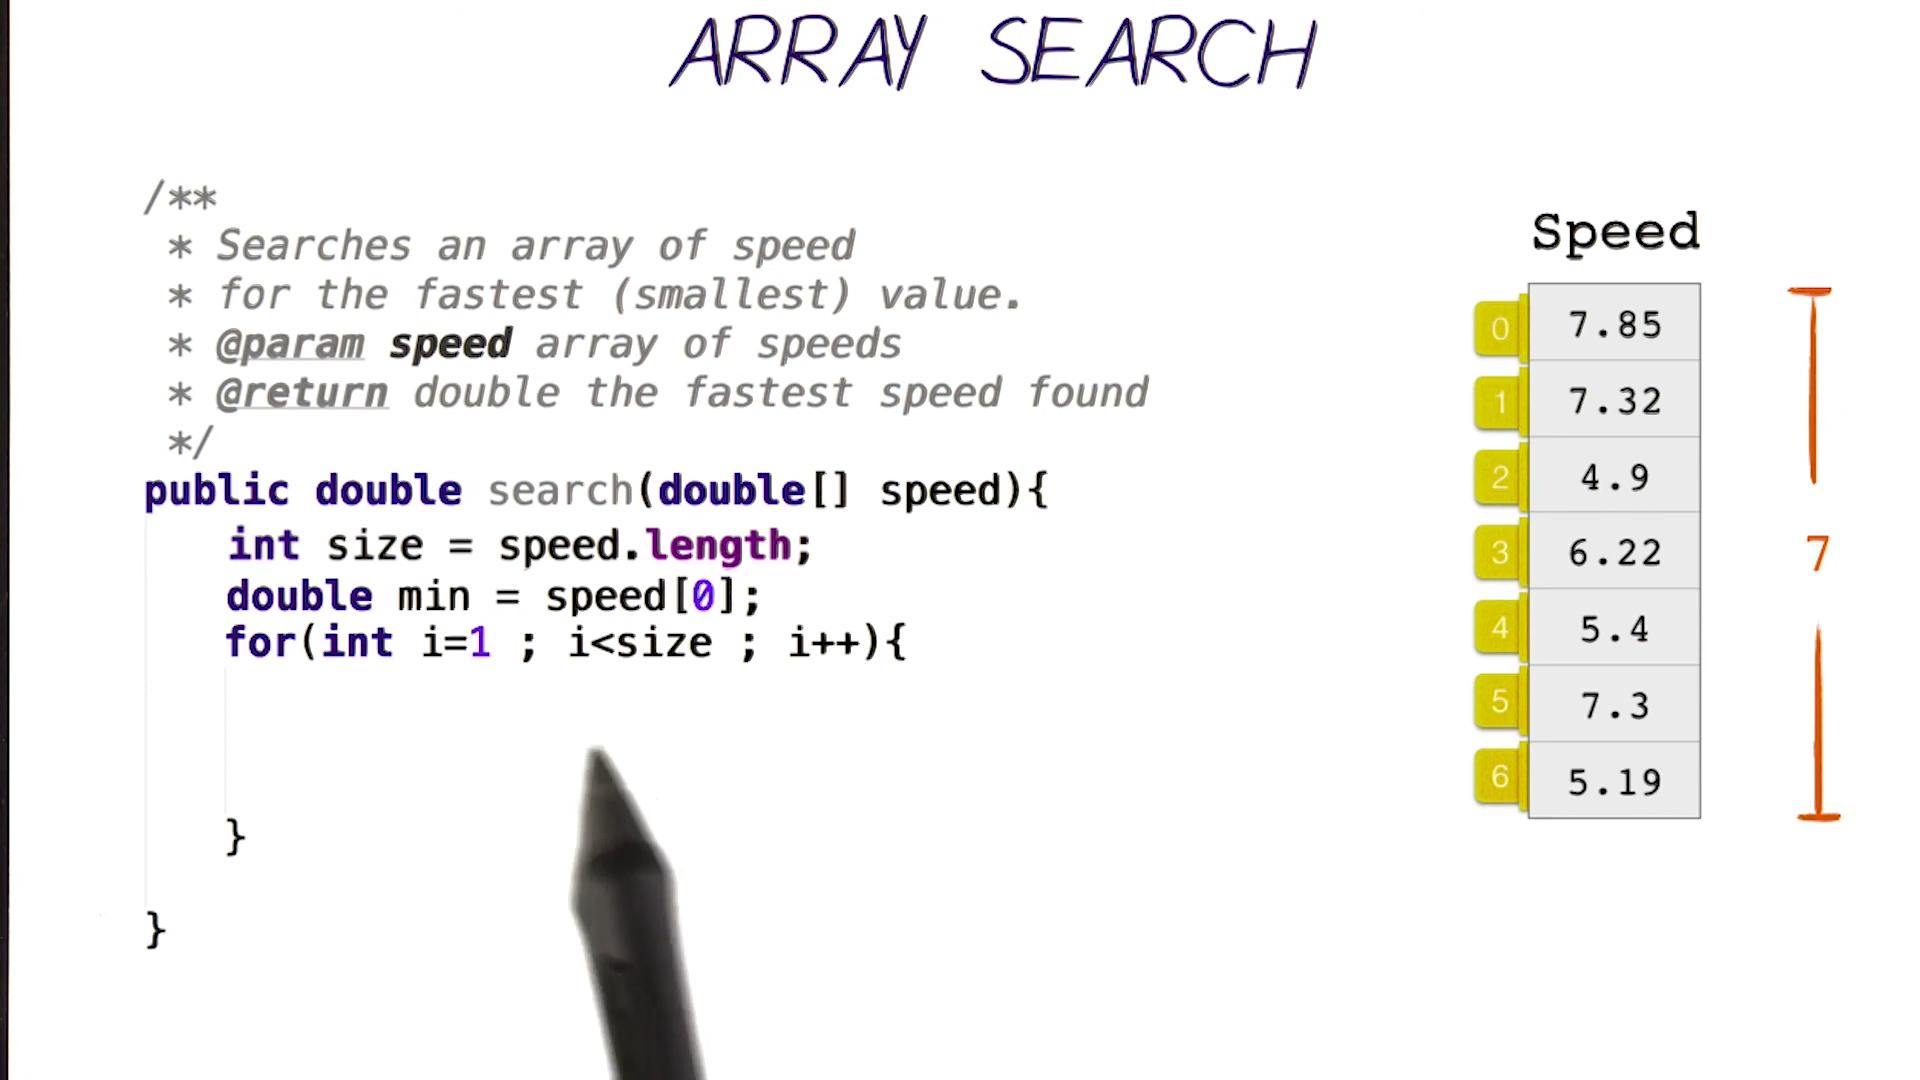 ARRAY SEARCH
/**
* Searches an array of speed
* for the fastest (smallest) value.
* @param speed array of speeds
* @return double the fastest speed found
*/
public double search(double[] speed){
int size = speed.length;
double min = speed[0];
for(int i=1 ; i<size ; i++){
}
}
Speed
0 7.85
1 7.32
2 4.9
3 6.22
4 5.4
5 7.3
6 5.19
7